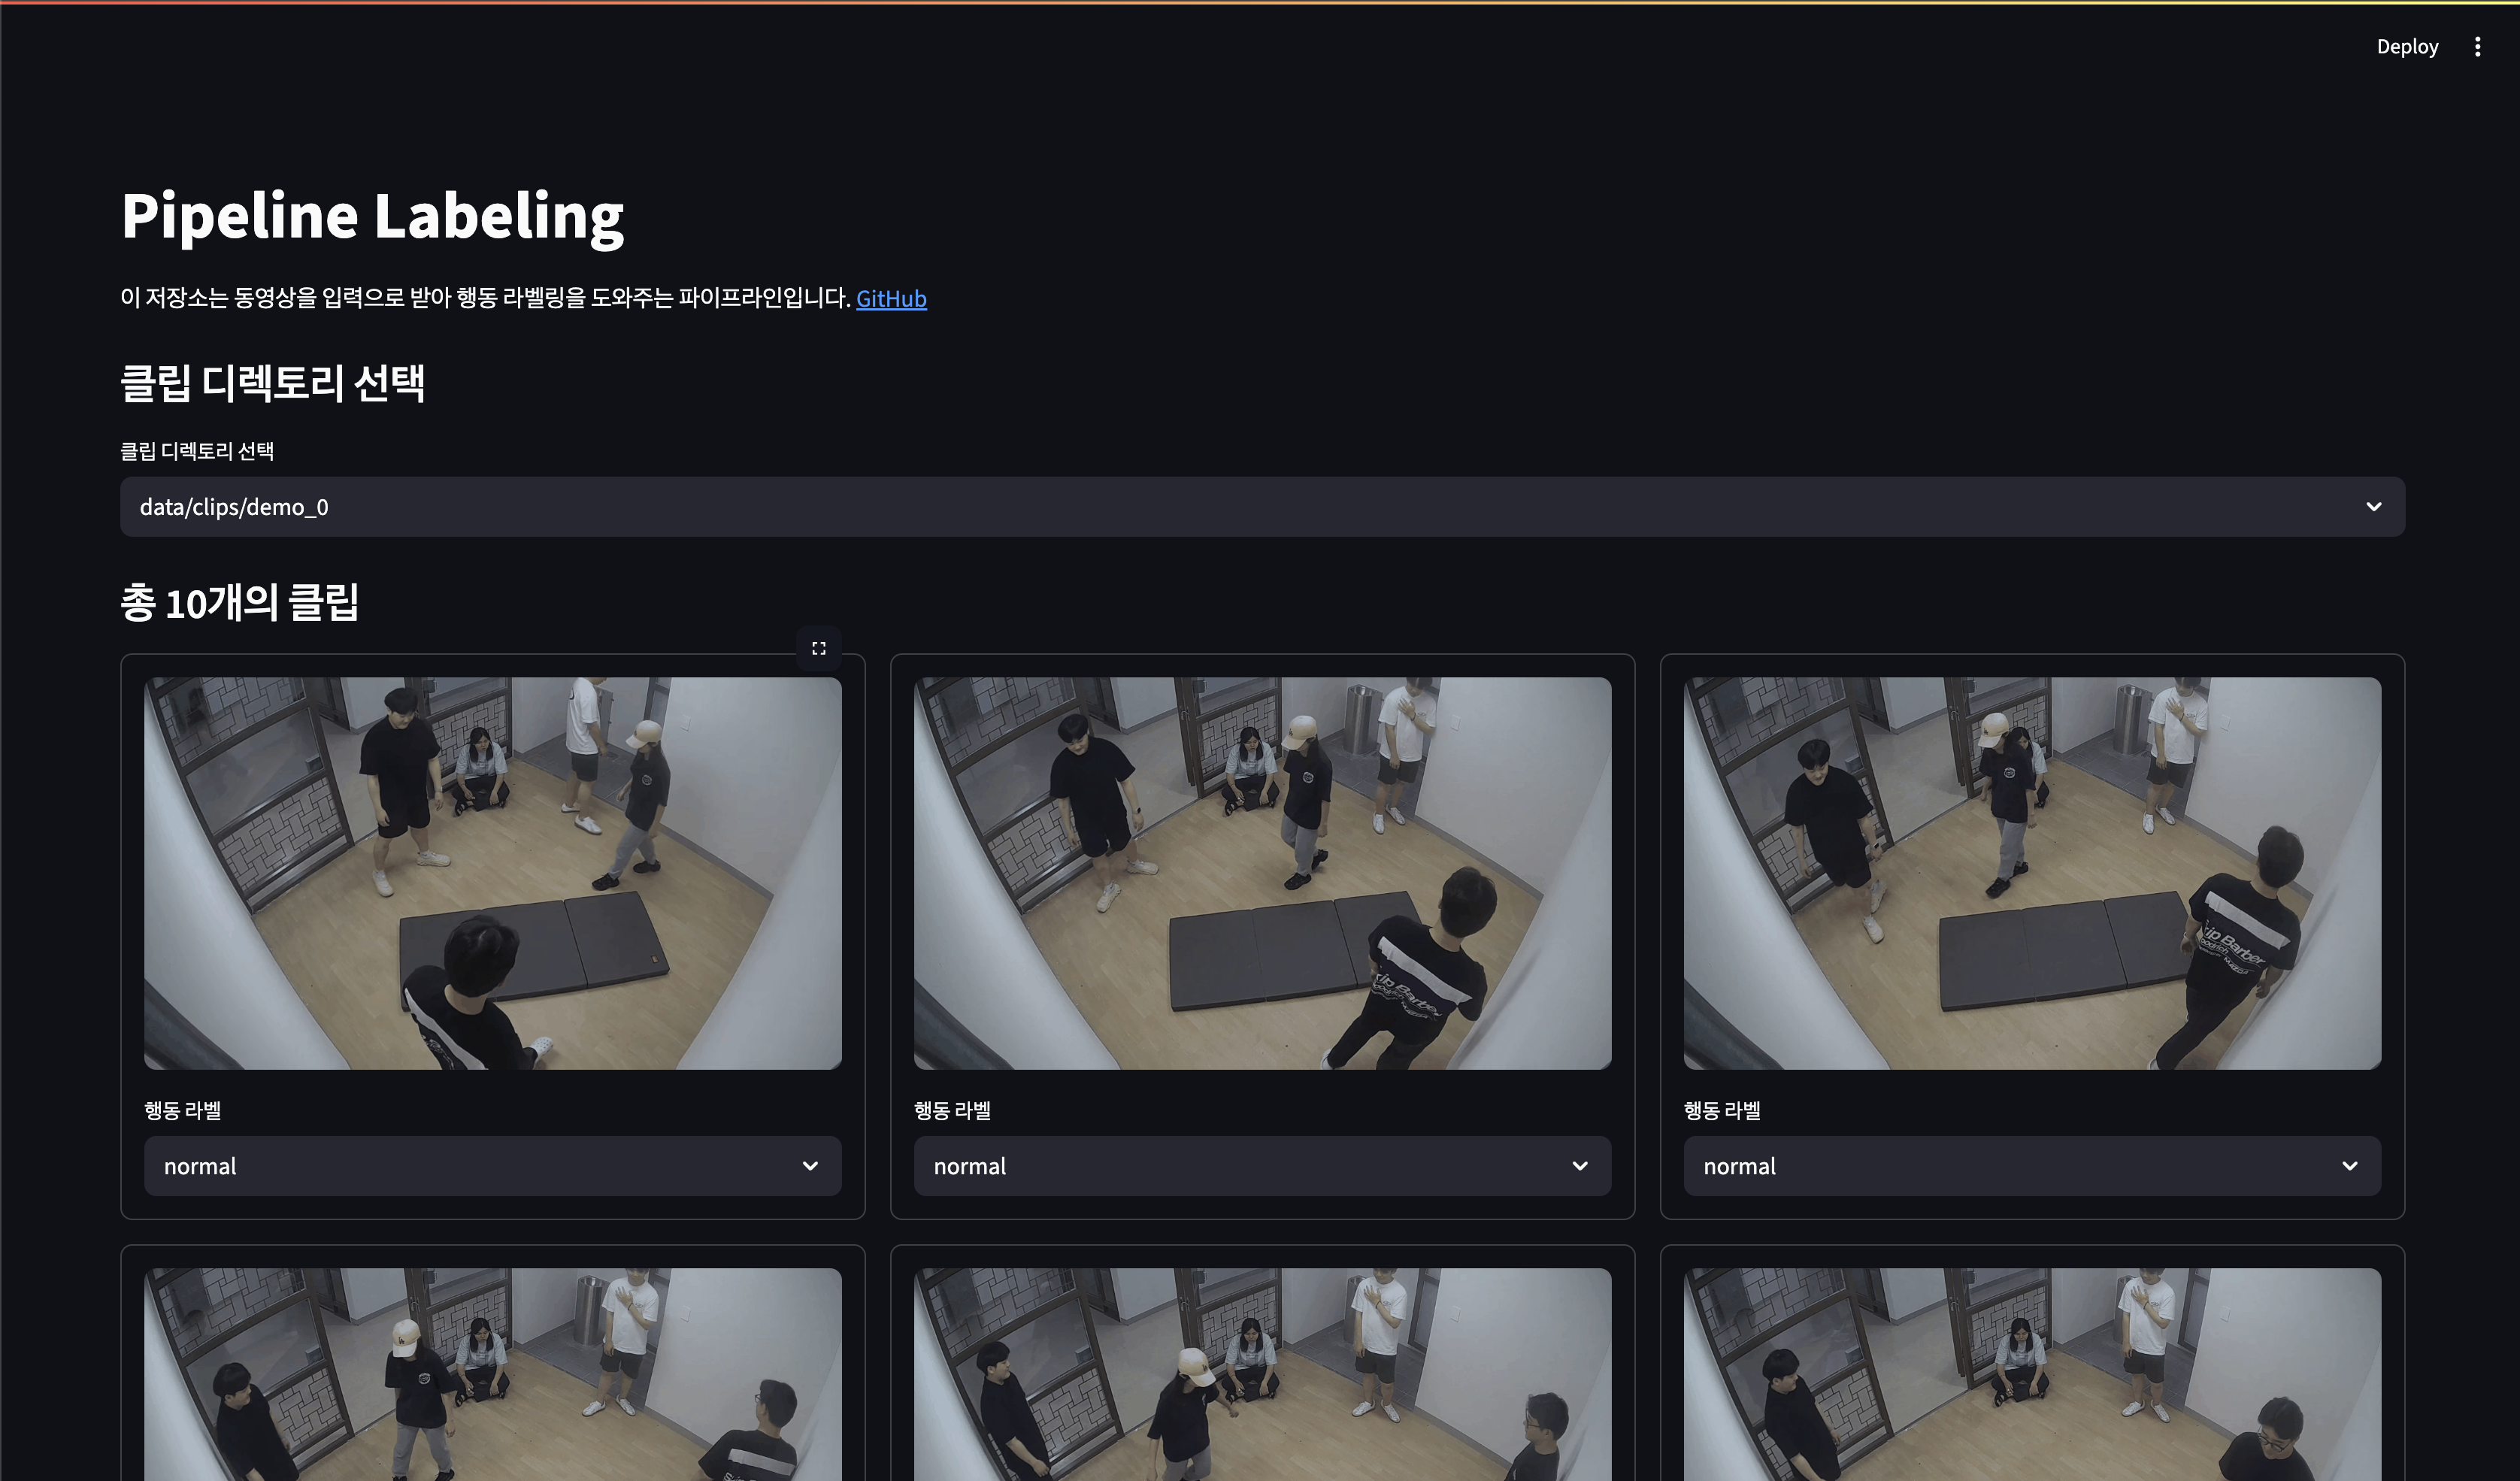 Deploy
Pipeline Labeling
이 저장소는 동영상을 입력으로 받아 행동 라벨링을 도와주는 파이프라인입니다. GitHub
클립 디렉토리 선택
클립 디렉토리 선택
data/clips/demo_0
총 10개의 클립
행동 라벨
normal
행동 라벨
normal
행동 라벨
normal